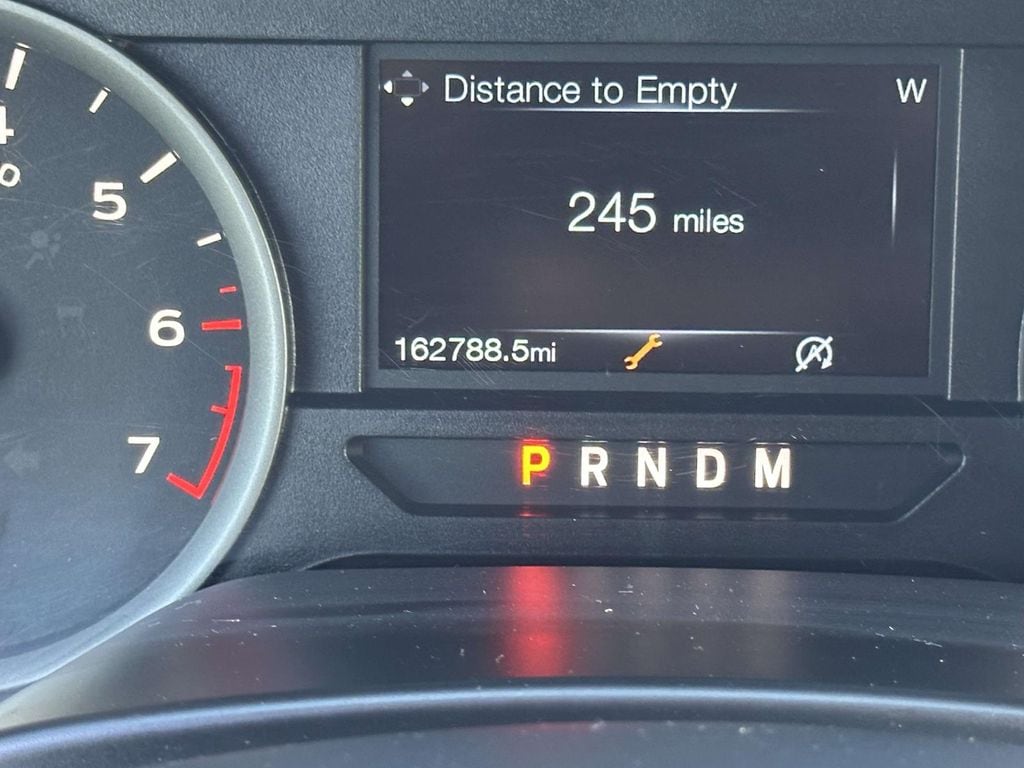 Distance to Empty W
245 miles
162788.5mi
P R N D M
5
6
7